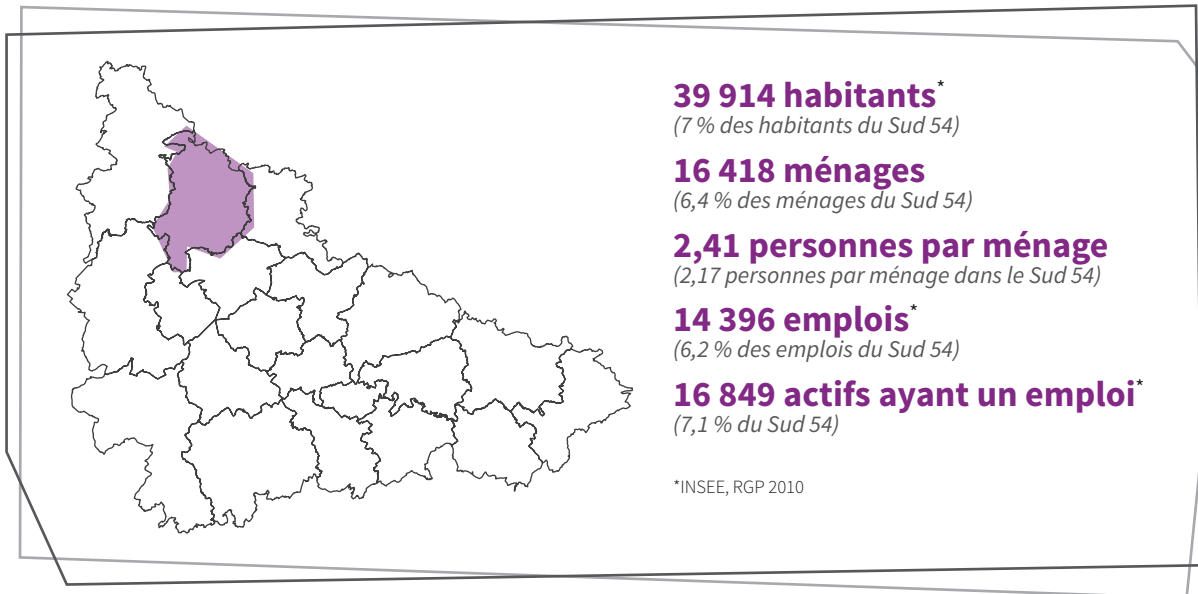 39 914 habitants*
(7 % des habitants du Sud 54)
16 418 ménages
(6,4 % des ménages du Sud 54)
2,41 personnes par ménage
(2,17 personnes par ménage dans le Sud 54)
14 396 emplois*
(6,2 % des emplois du Sud 54)
16 849 actifs ayant un emploi*
(7,1 % du Sud 54)
*INSEE, RGP 2010